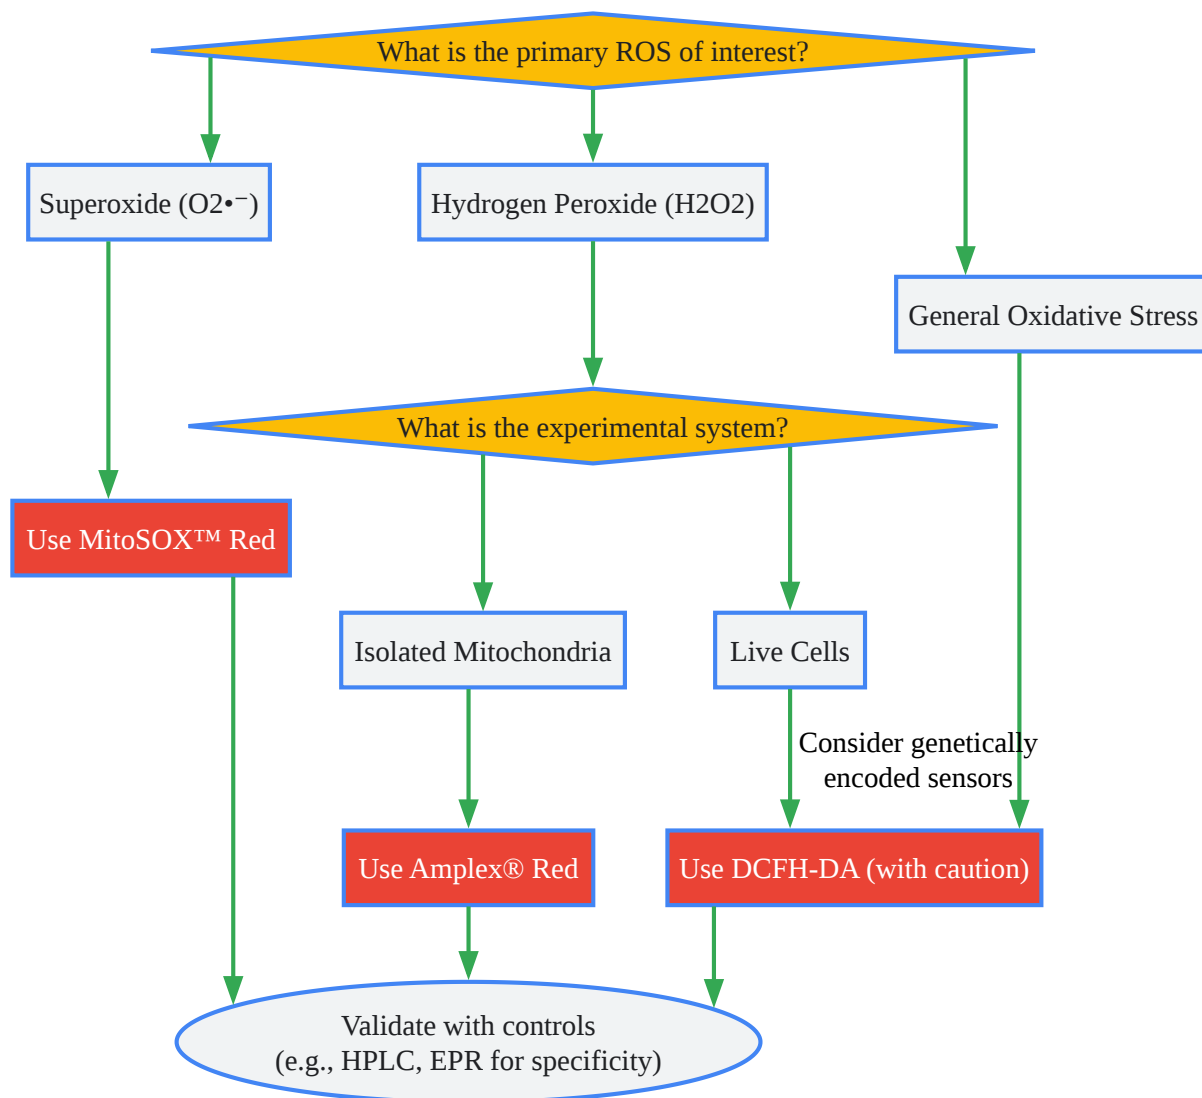 What is the primary ROS of interest?
Superoxide (O2•⁻)
Hydrogen Peroxide (H2O2)
General Oxidative Stress
What is the experimental system?
Use MitoSOX™ Red
Isolated Mitochondria
Live Cells
Consider genetically
encoded sensors
Use Amplex® Red
Use DCFH-DA (with caution)
Validate with controls
(e.g., HPLC, EPR for specificity)